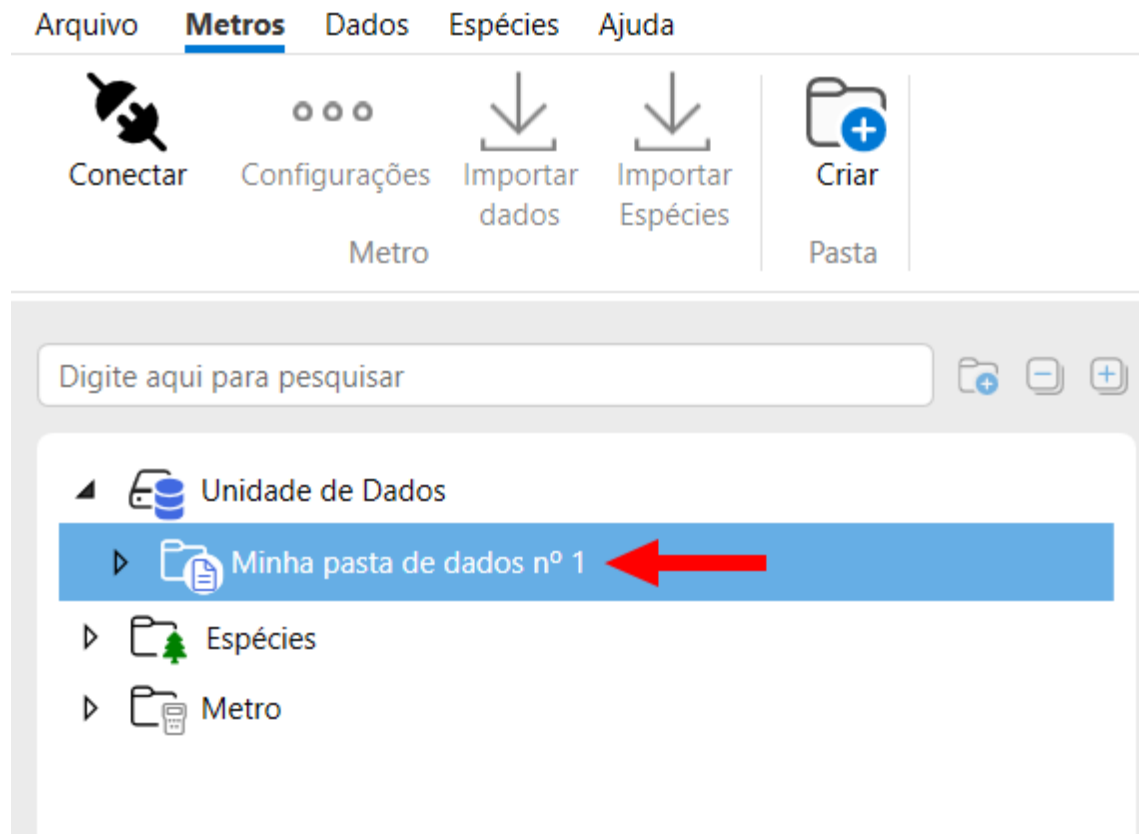 Arquivo Metros Dados Espécies Ajuda
Conectar Configurações Importar dados Importar Espécies Criar
Metro Pasta
Digite aqui para pesquisar
Unidade de Dados
Minha pasta de dados nº 1
Espécies
Metro